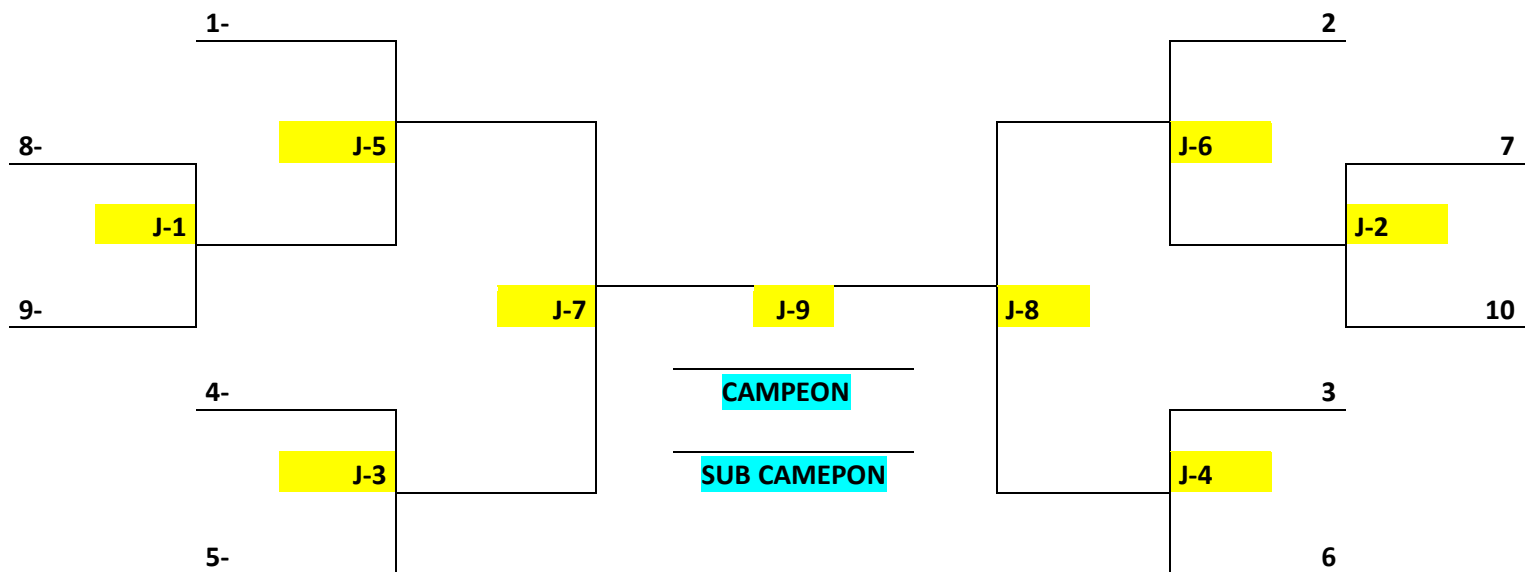 1-
2
8-
J-5
J-6
7
J-1
J-2
9-
J-7
J-9
J-8
10
4-
CAMPEON
3
J-3
SUB CAMEPON
J-4
5-
6